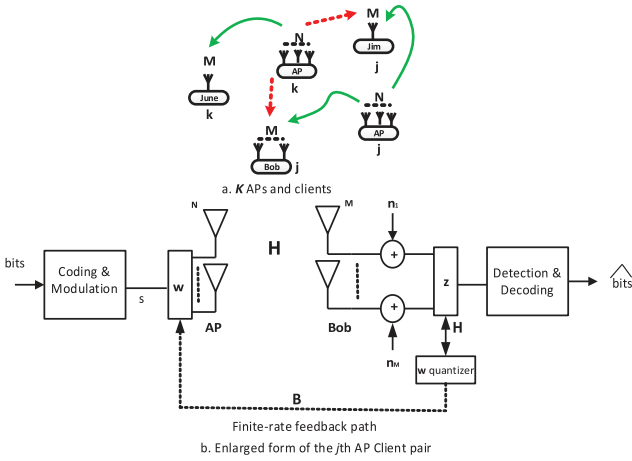 M
N
M
Jim
j
AP
k
M
June
k
N
AP
j
M
Bob
j
a. K APs and clients
N
M
n1
H
bits
Coding & Modulation
s
w
AP
Bob
+
+
z
Detection & Decoding
bits
H
nM
w quantizer
B
Finite-rate feedback path
b. Enlarged form of the jth AP Client pair